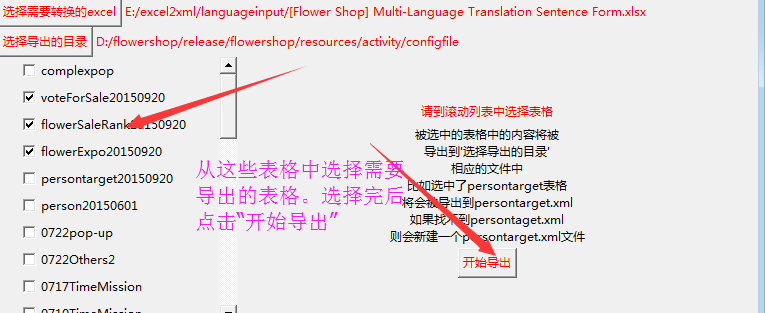 选择需要转换的excel E:/excel2xml/languageinput/[Flower Shop] Multi-Language Translation Sentence Form.xlsx
选择导出的目录 D:/flowershop/release/flowershop/resources/activity/configfile
complexpop
voteForSale20150920
flowerSaleRank20150920
flowerExpo20150920
persontarget20150920
person20150601
0722pop-up
0722Others2
0717TimeMission
0710TimeMission
从这些表格中选择需要
导出的表格。选择完后
点击“开始导出”
请到滚动列表中选择表格
被选中的表格中的内容将被
导出到'选择导出的目录'
相应的文件中
比如选中了persontarget表格
将会被导出到persontarget.xml
如果找不到persontaget.xml
则会新建一个persontarget.xml文件
开始导出